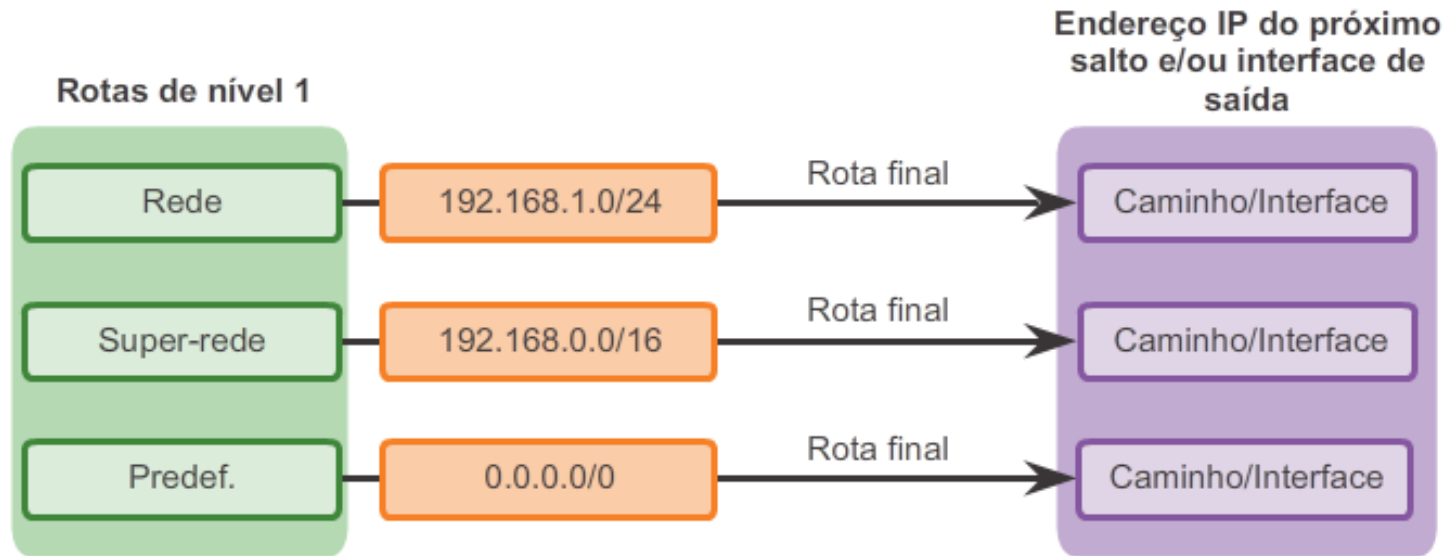 Rotas de nível 1
Endereço IP do próximo
salto e/ou interface de
saída
Rede
192.168.1.0/24
Rota final
Caminho/Interface
Super-rede
192.168.0.0/16
Rota final
Caminho/Interface
Predef.
0.0.0.0/0
Rota final
Caminho/Interface